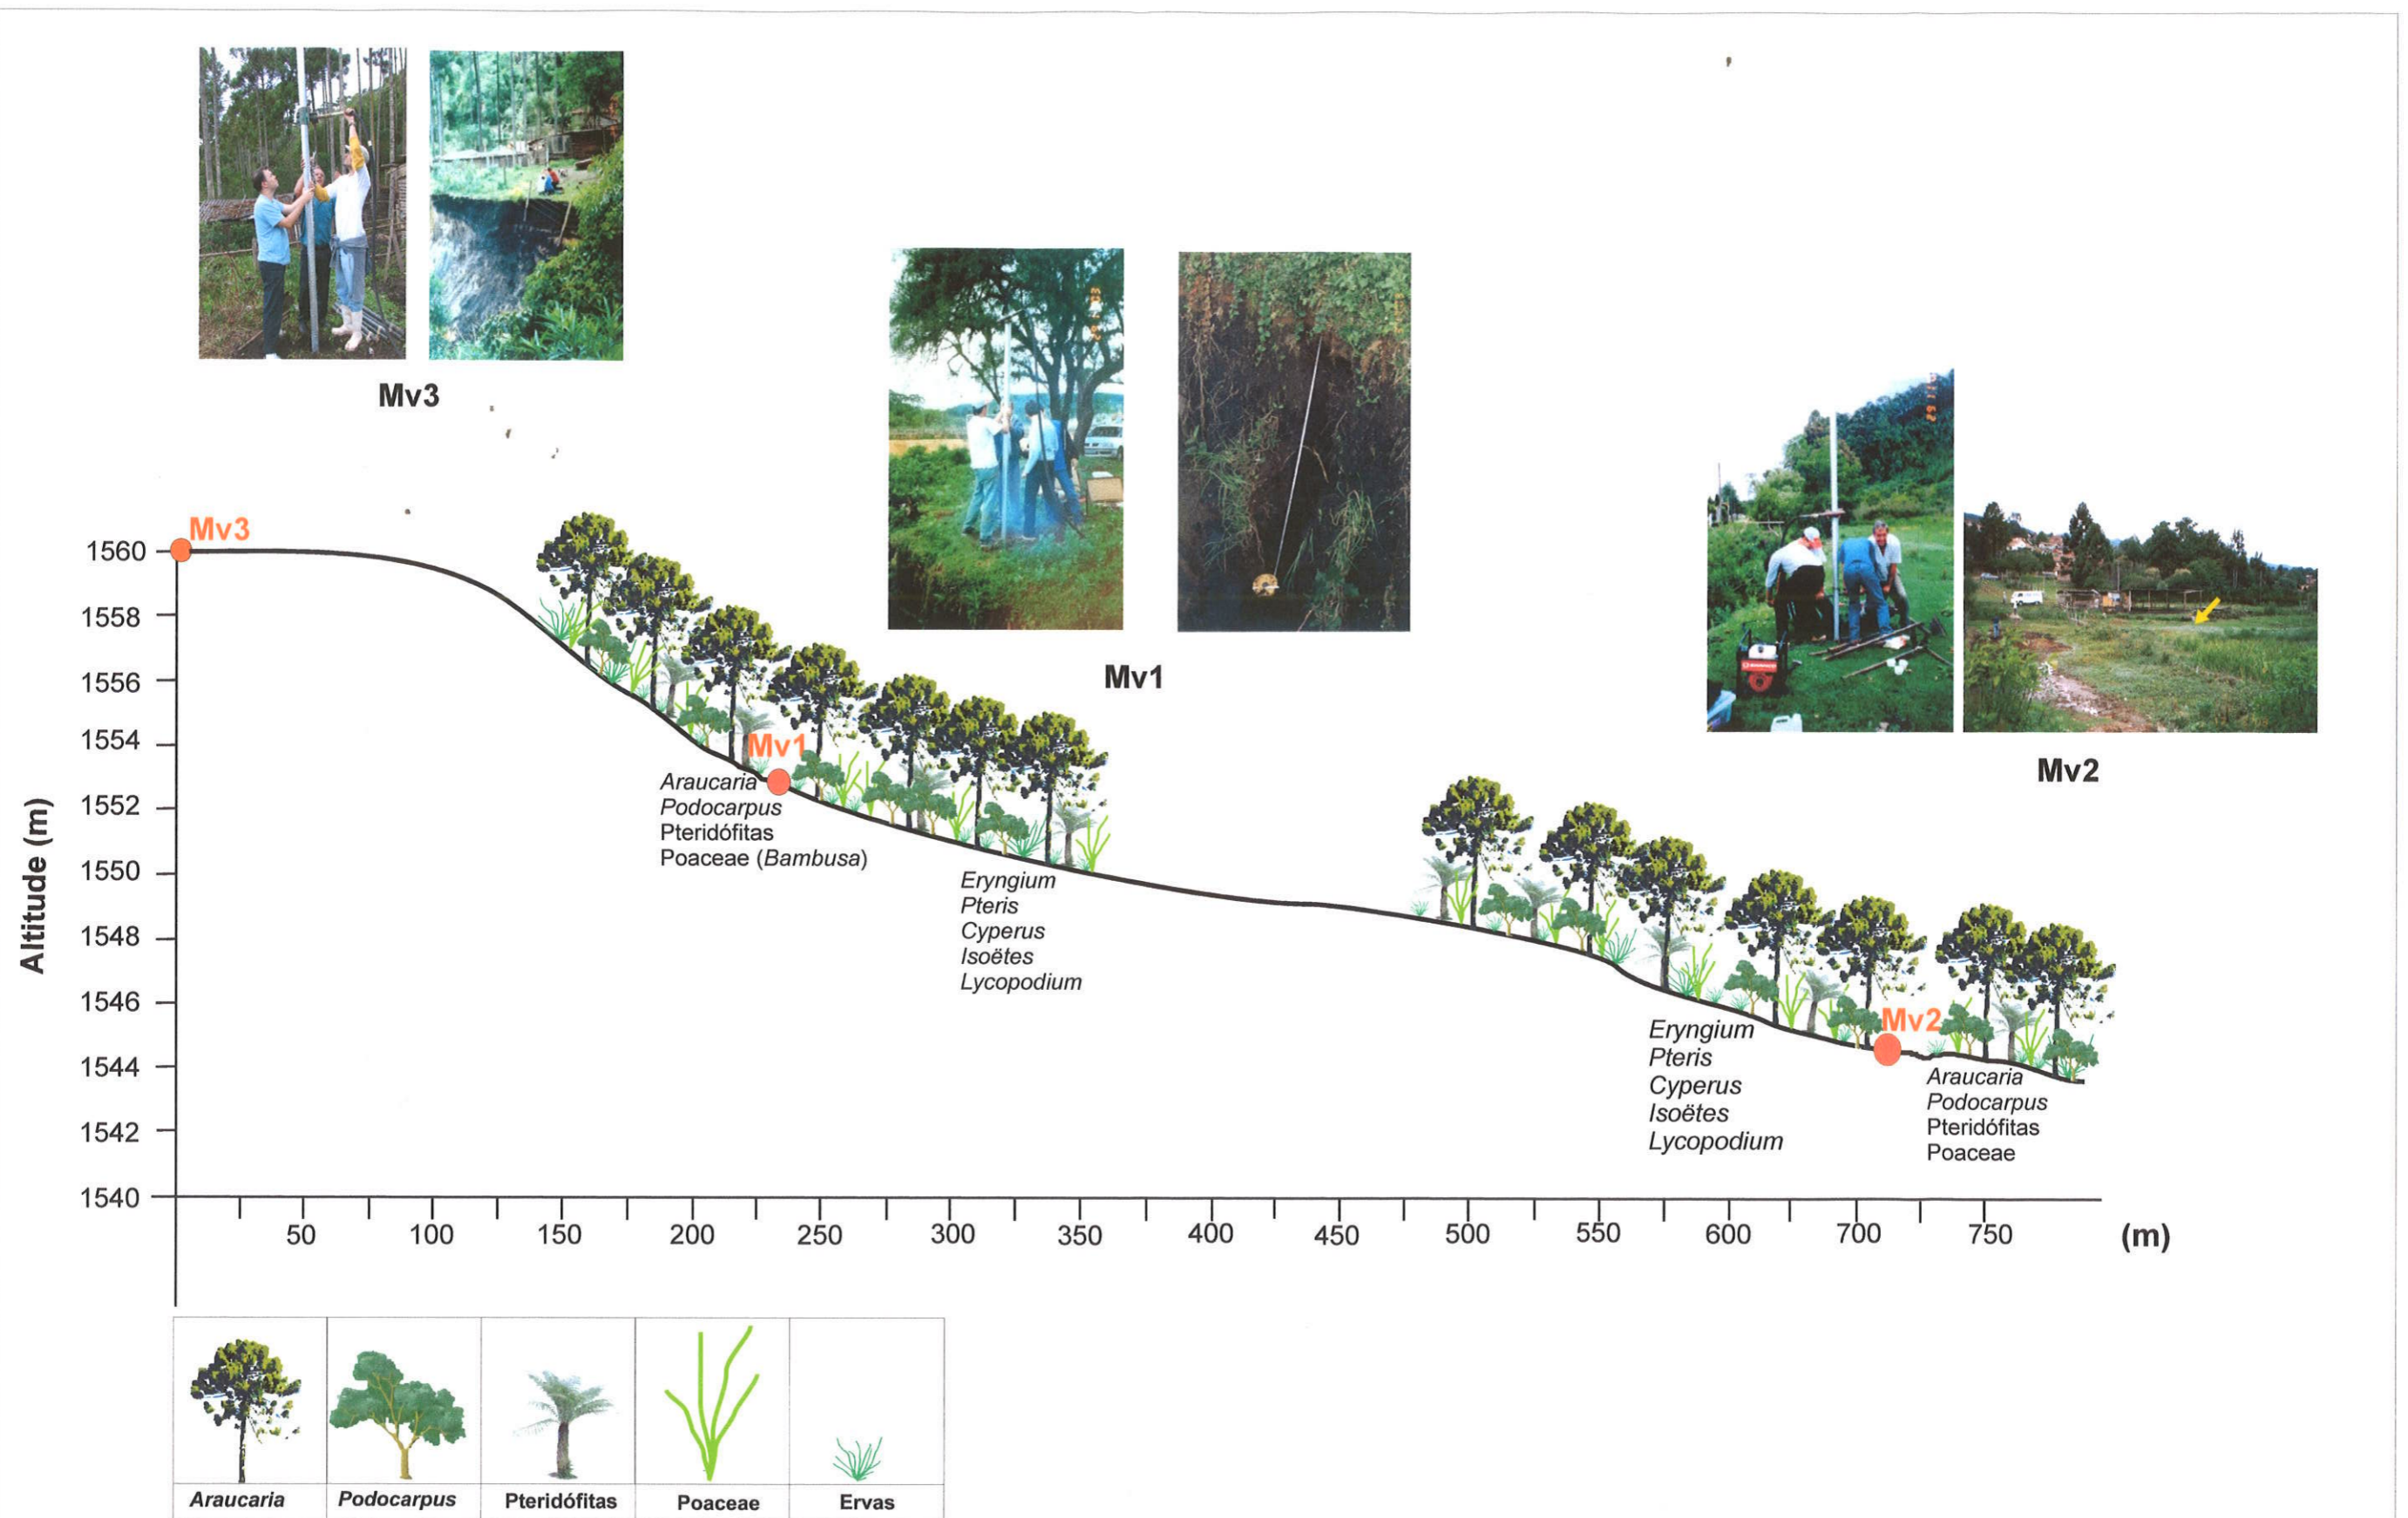 Mv3
Mv1
Mv2
Mv3
Mv1
Mv2
Altitude (m)
1560
1558
1556
1554
1552
1550
1548
1546
1544
1542
1540
Araucaria
Podocarpus
Pteridófitas
Poaceae (Bambusa)
Eryngium
Pteris
Cyperus
Isoëtes
Lycopodium
Eryngium
Pteris
Cyperus
Isoëtes
Lycopodium
Araucaria
Podocarpus
Pteridófitas
Poaceae
50 100 150 200 250 300 350 400 450 500 550 600 700 750 (m)
Araucaria Podocarpus Pteridófitas Poaceae Ervas